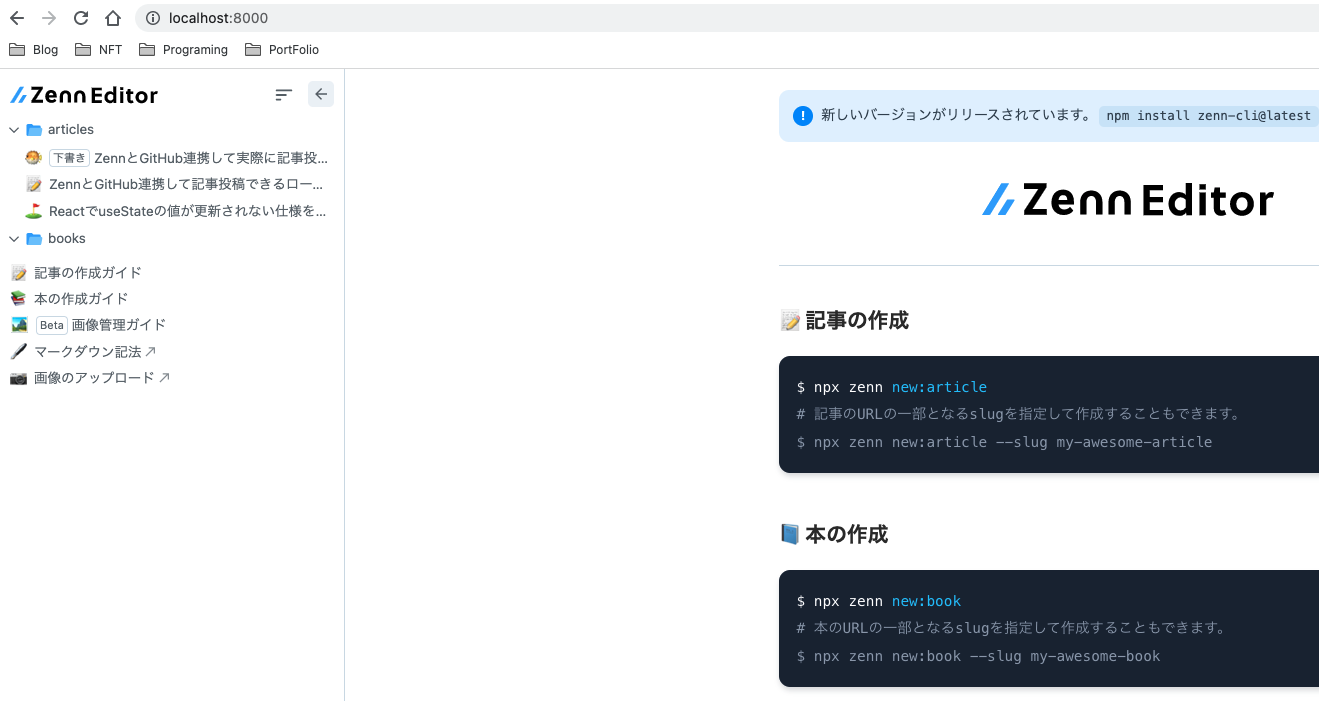 localhost:8000
Blog NFT Programing PortFolio
Zenn Editor
articles
下書き ZennとGitHub連携して実際に記事投...
ZennとGitHub連携して記事投稿できるロー...
ReactでuseStateの値が更新されない仕様を...
books
記事の作成ガイド
本の作成ガイド
Beta 画像管理ガイド
マークダウン記法
画像のアップロード
新しいバージョンがリリースされています。 npm install zenn-cli@latest
Zenn Editor
記事の作成
$ npx zenn new:article
# 記事のURLの一部となるslugを指定して作成することもできます。
$ npx zenn new:article --slug my-awesome-article
本の作成
$ npx zenn new:book
# 本のURLの一部となるslugを指定して作成することもできます。
$ npx zenn new:book --slug my-awesome-book